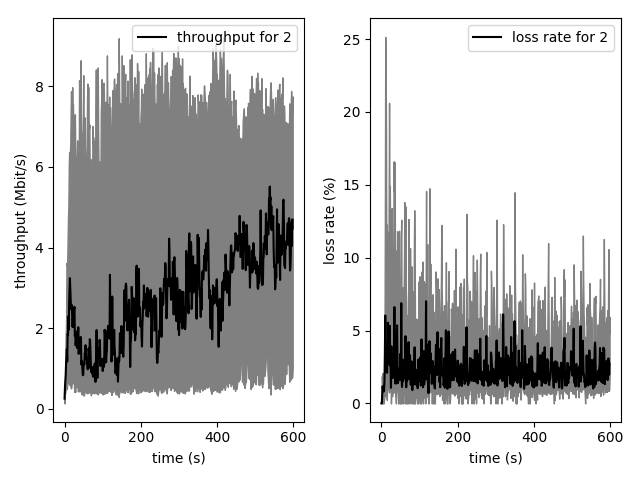 throughput for 2
8
6
4
2
0
throughput (Mbit/s)
0 200 400 600
time (s)
loss rate for 2
25
20
15
10
5
0
loss rate (%)
0 200 400 600
time (s)